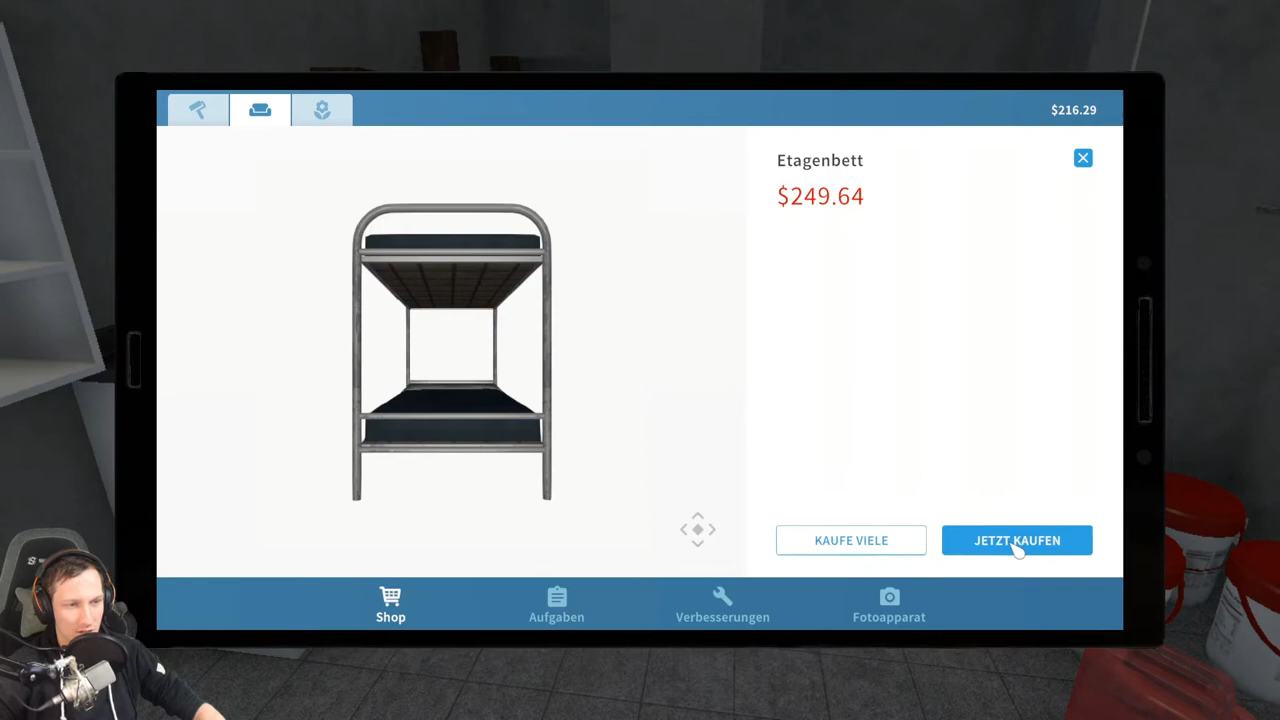 $216.29
Etagenbett
$249.64
KAUFE VIELE
JETZT KAUFEN
Shop
Aufgaben
Verbesserungen
Fotoapparat